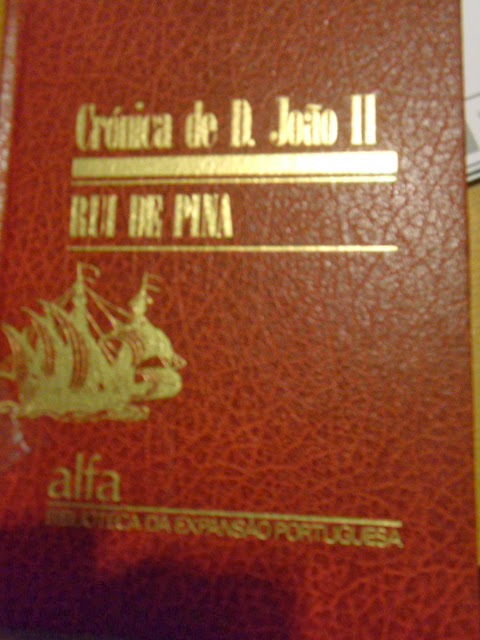 Crónica de D. João II
RUI DE PINA
alfa
BIBLIOTECA DA EXPANSÃO PORTUGUESA